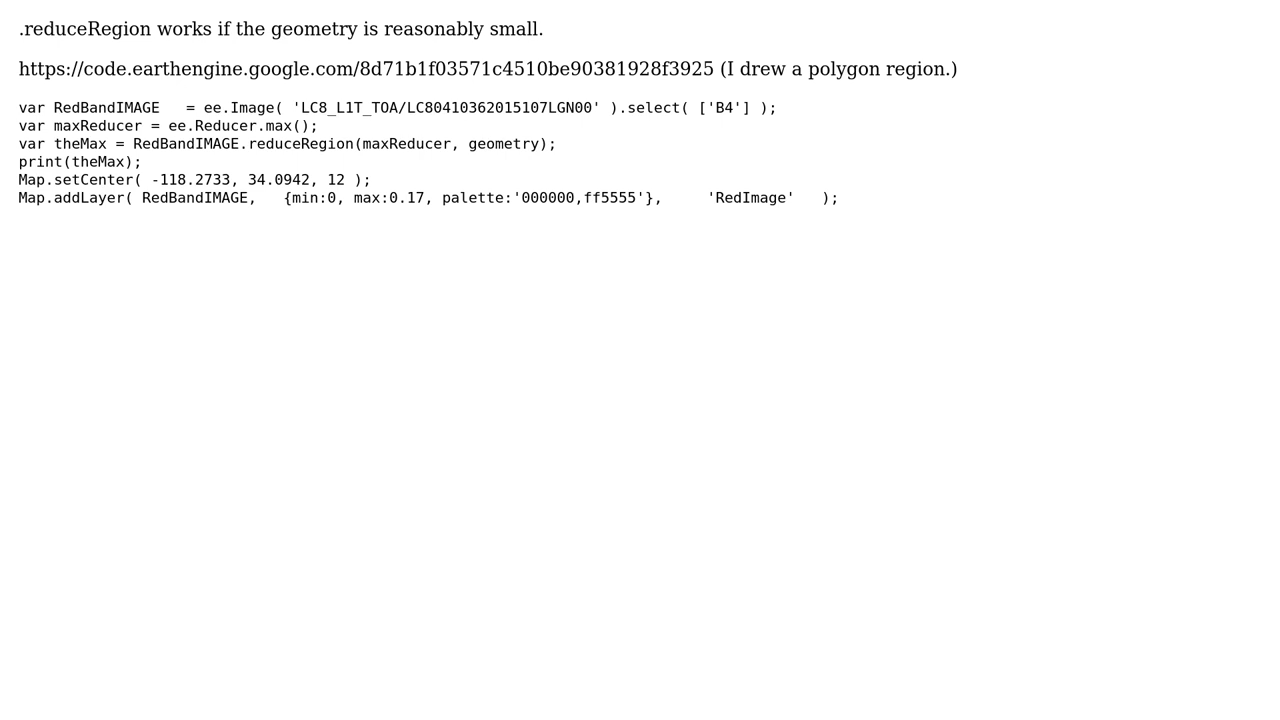 .reduceRegion works if the geometry is reasonably small.
https://code.earthengine.google.com/8d71b1f03571c4510be90381928f3925 (I drew a polygon region.)
var RedBandIMAGE   = ee.Image( 'LC8_L1T_TOA/LC80410362015107LGN00' ).select( ['B4'] );
var maxReducer = ee.Reducer.max();
var theMax = RedBandIMAGE.reduceRegion(maxReducer, geometry);
print(theMax);
Map.setCenter( -118.2733, 34.0942, 12 );
Map.addLayer( RedBandIMAGE,   {min:0, max:0.17, palette:'000000,ff5555'},     'RedImage'   );